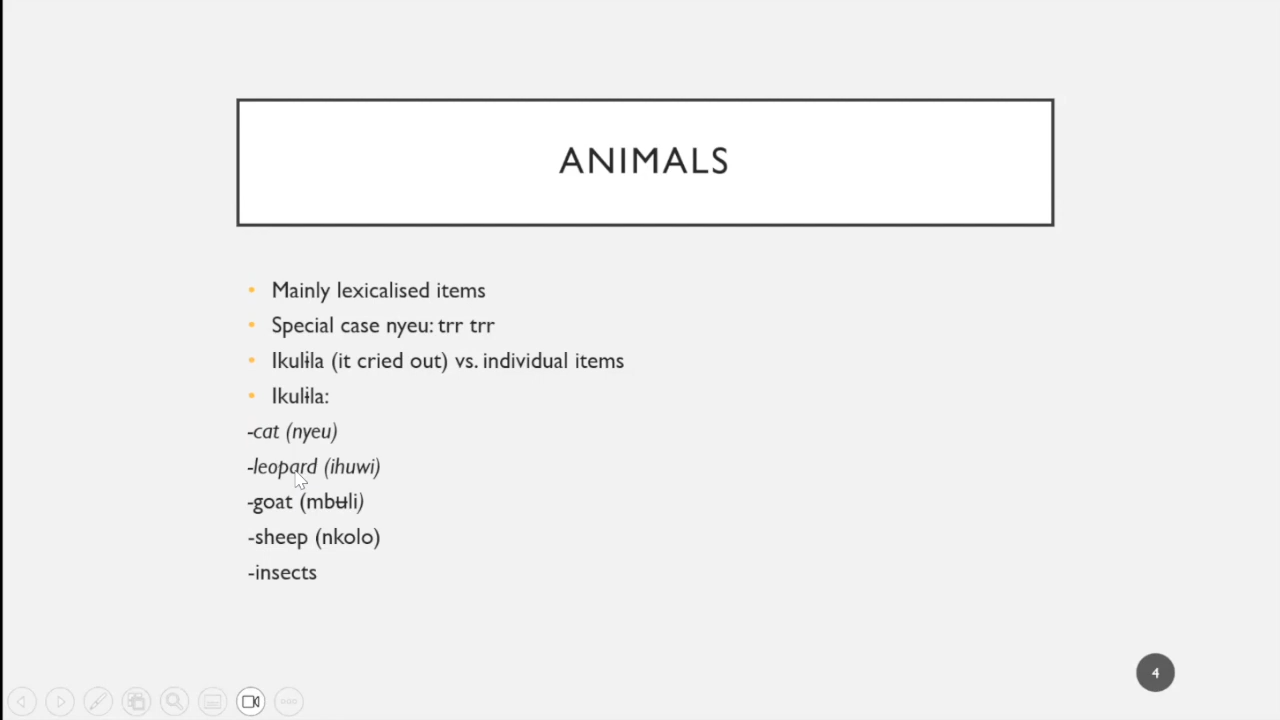 ANIMALS
• Mainly lexicalised items
• Special case nyeu: trr trr
• Ikulɨla (it cried out) vs. individual items
• Ikulɨla:
-cat (nyeu)
-leopard (ihuwi)
-goat (mbʉli)
-sheep (nkolo)
-insects
4